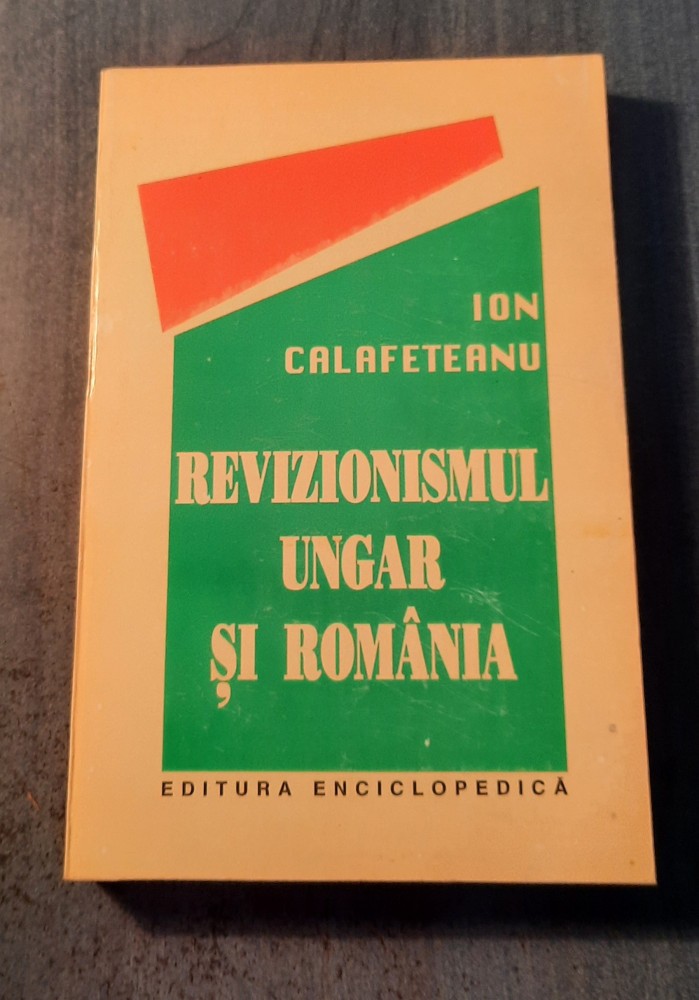 ION
CALAFETEANU
REVIZIONISMUL
UNGAR
ȘI ROMÂNIA
EDITURA ENCICLOPEDICĂ